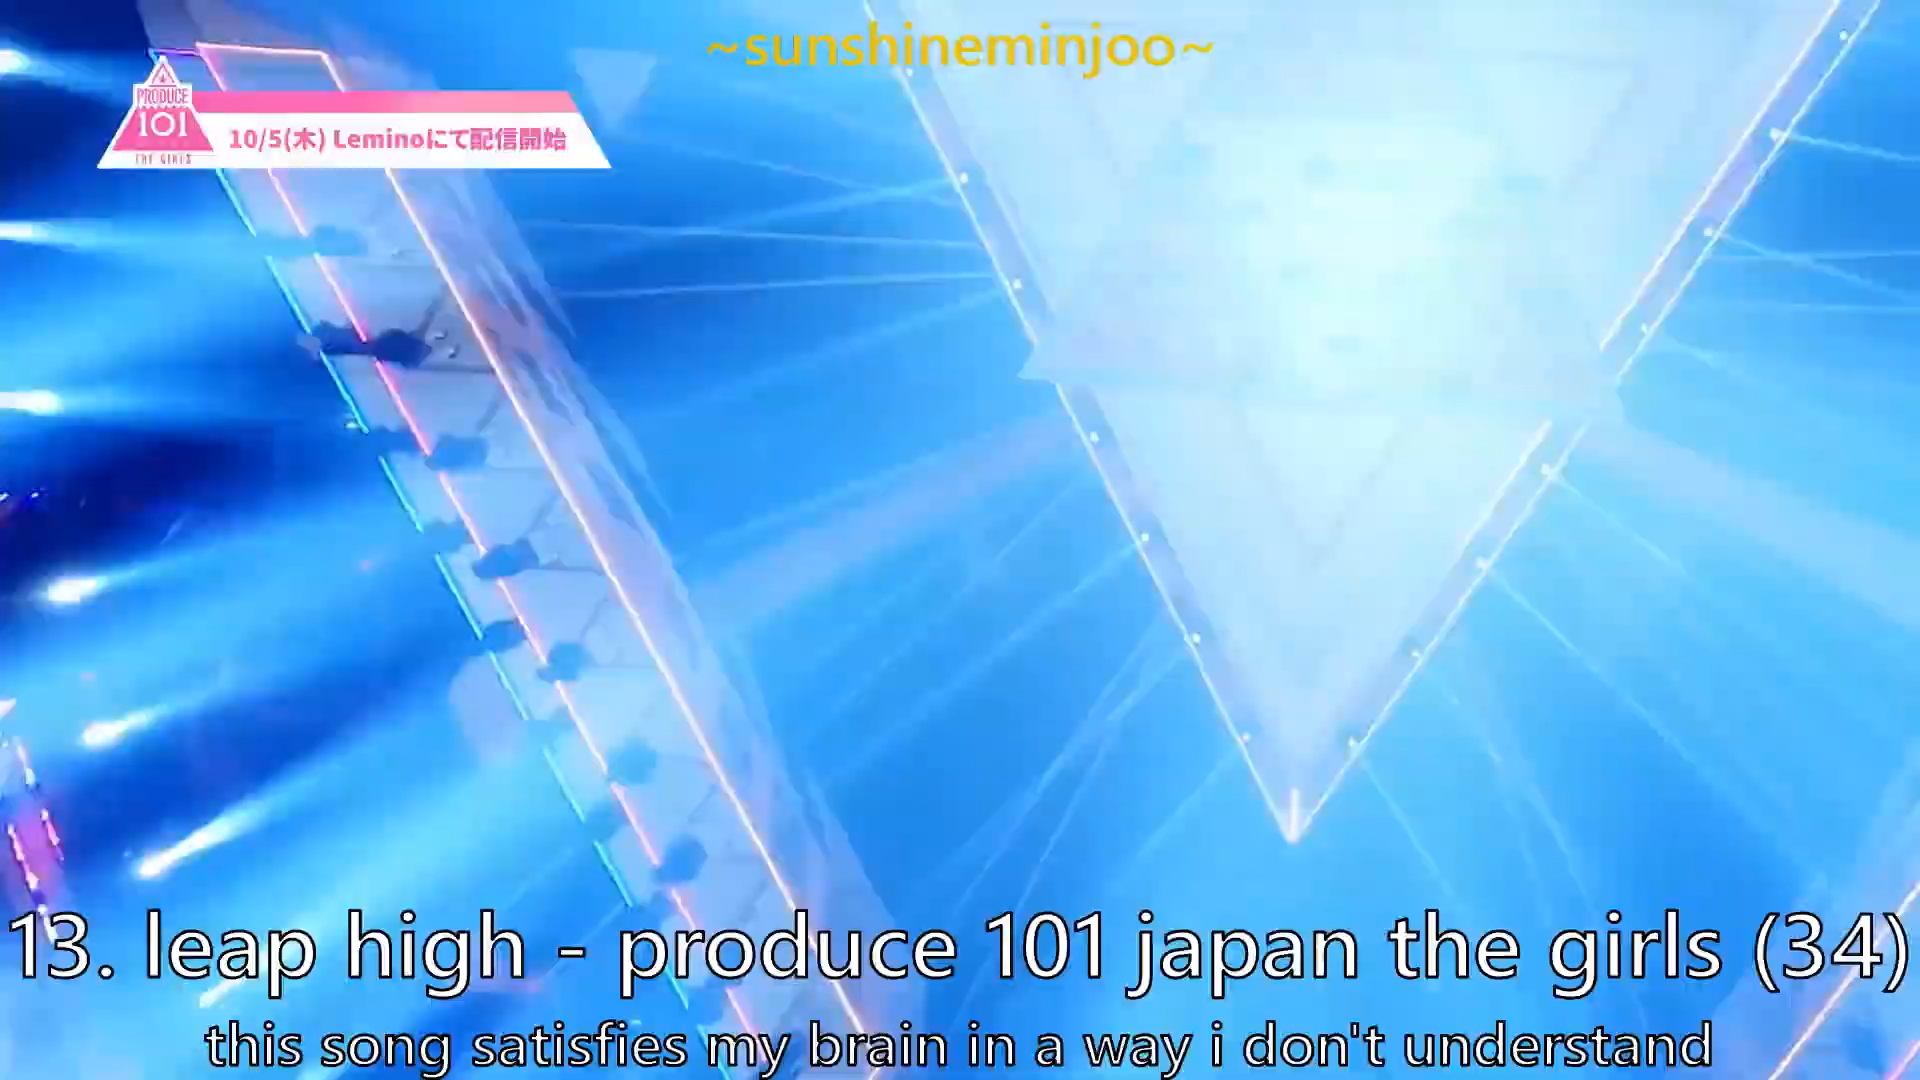 ~sunshineminjoo~
PRODUCE
101
THE GIRLS
10/5(木) Leminoにて配信開始
13. leap high - produce 101 japan the girls (34)
this song satisfies my brain in a way i don't understand